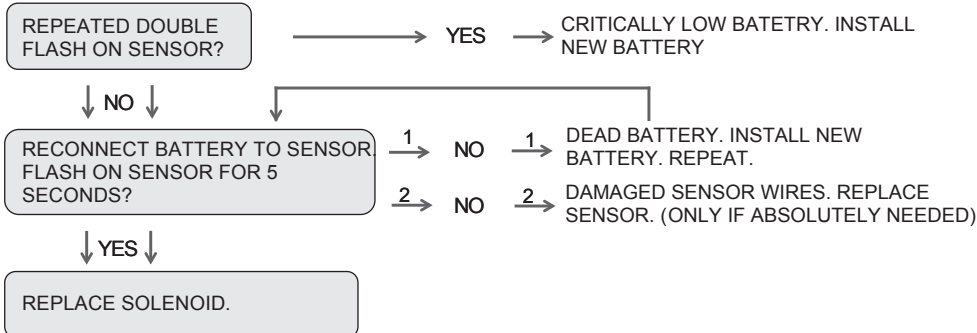 REPEATED DOUBLE
FLASH ON SENSOR?
YES
CRITICALLY LOW BATETRY. INSTALL
NEW BATTERY
NO
RECONNECT BATTERY TO SENSOR.
FLASH ON SENSOR FOR 5
SECONDS?
1
NO
1
DEAD BATTERY. INSTALL NEW
BATTERY. REPEAT.
2
NO
2
DAMAGED SENSOR WIRES. REPLACE
SENSOR. (ONLY IF ABSOLUTELY NEEDED)
YES
REPLACE SOLENOID.